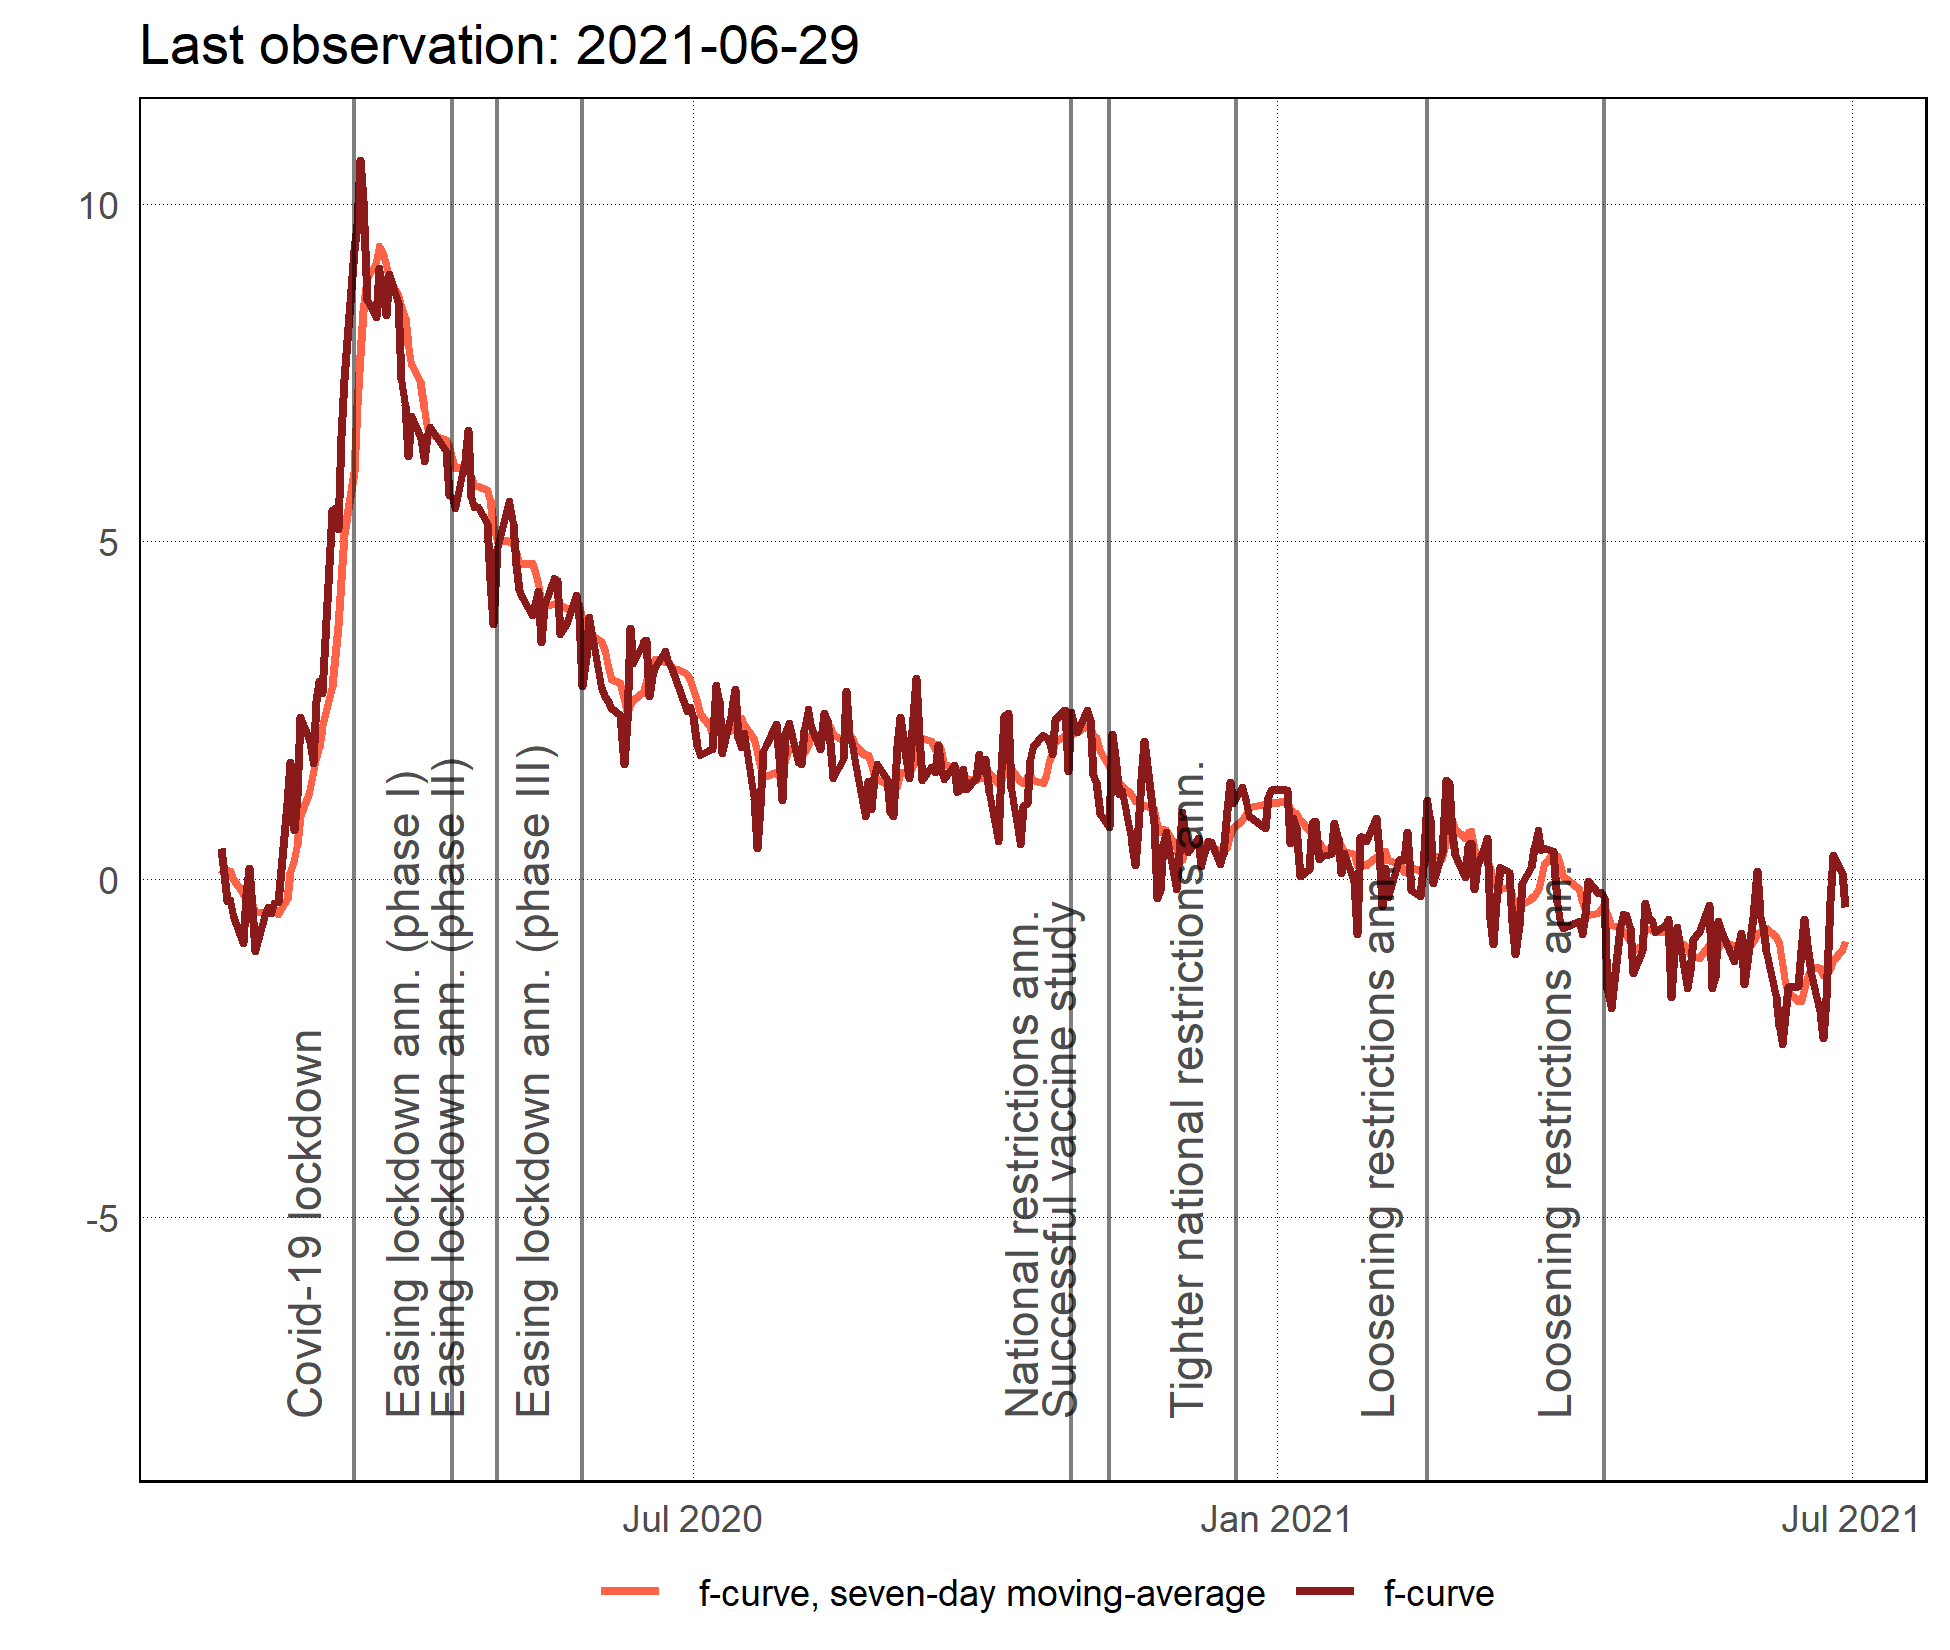 Last observation: 2021-06-29
10
5
0
-5
Covid-19 lockdown
Easing lockdown ann. (phase I)
Easing lockdown ann. (phase II)
Easing lockdown ann. (phase III)
National restrictions ann.
Successful vaccine study
Tighter national restrictions ann.
Loosening restrictions ann.
Loosening restrictions ann.
Jul 2020
Jan 2021
Jul 2021
f-curve, seven-day moving-average
f-curve